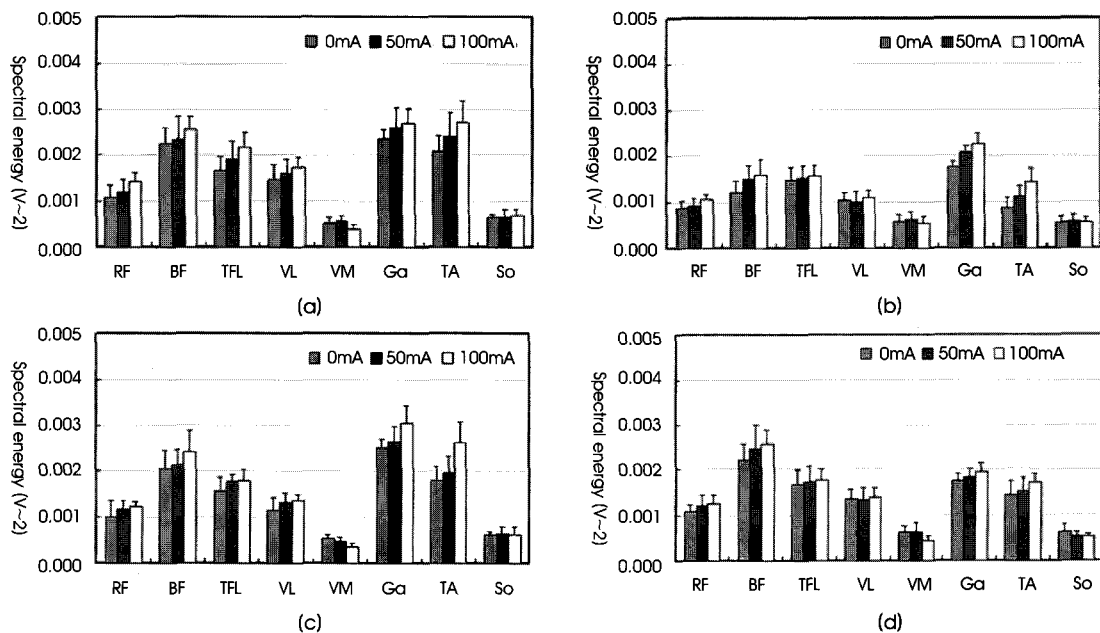 0.005
0.004
0.003
0.002
0.001
0.000
Spectral energy (V~2)
0mA 50mA 100mA
RF BF TFL VL VM Ga TA So
(a)
0.005
0.004
0.003
0.002
0.001
0.000
Spectral energy (V~2)
0mA 50mA 100mA
RF BF TFL VL VM Ga TA So
(b)
0.005
0.004
0.003
0.002
0.001
0.000
Spectral energy (V~2)
0mA 50mA 100mA
RF BF TFL VL VM Ga TA So
(c)
0.005
0.004
0.003
0.002
0.001
0.000
Spectral energy (V~2)
0mA 50mA 100mA
RF BF TFL VL VM Ga TA So
(d)